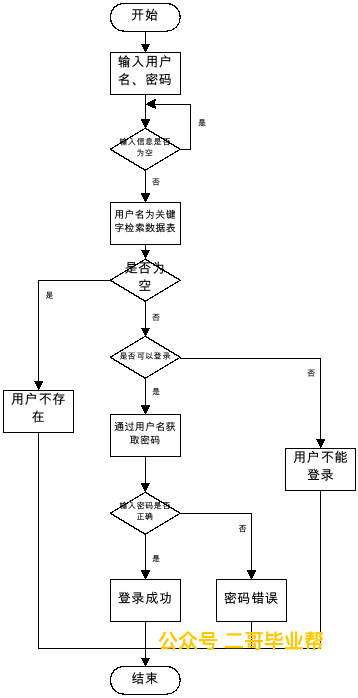 开始
输入用户
名、密码
是
输入信息是否
为空
否
用户名为关键
字检索数据表
是否为
空
是
否
是否可以登录
否
是
用户不存
在
通过用户名获
取密码
用户不能
登录
输入密码是否
正确
否
是
登录成功
密码错误
公众号 二哥毕业帮
结束